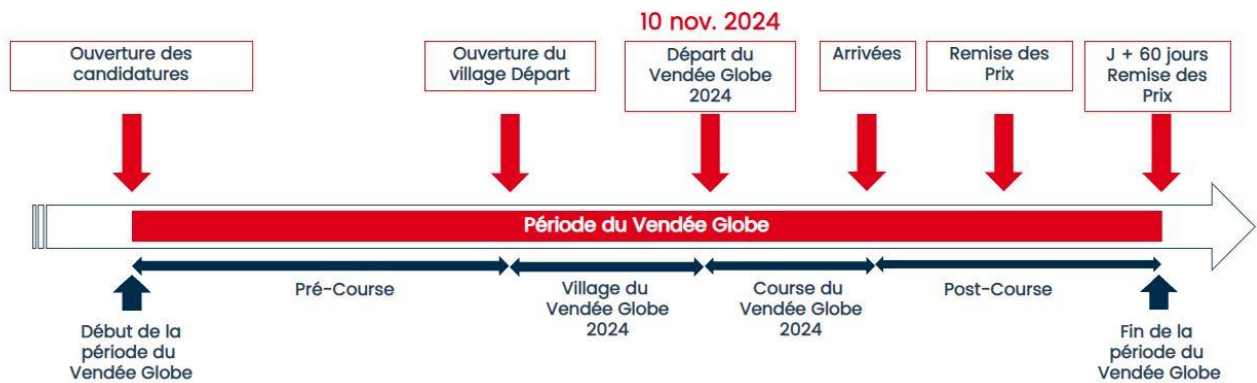 10 nov. 2024
Ouverture des
candidatures
Ouverture du
village Départ
Départ du
Vendée Globe
2024
Arrivées
Remise des
Prix
J + 60 jours
Remise des
Prix
Période du Vendée Globe
Pré-Course
Village du
Vendée Globe
2024
Course du
Vendée Globe
2024
Post-Course
Début de la
période du
Vendée Globe
Fin de la
période du
Vendée Globe